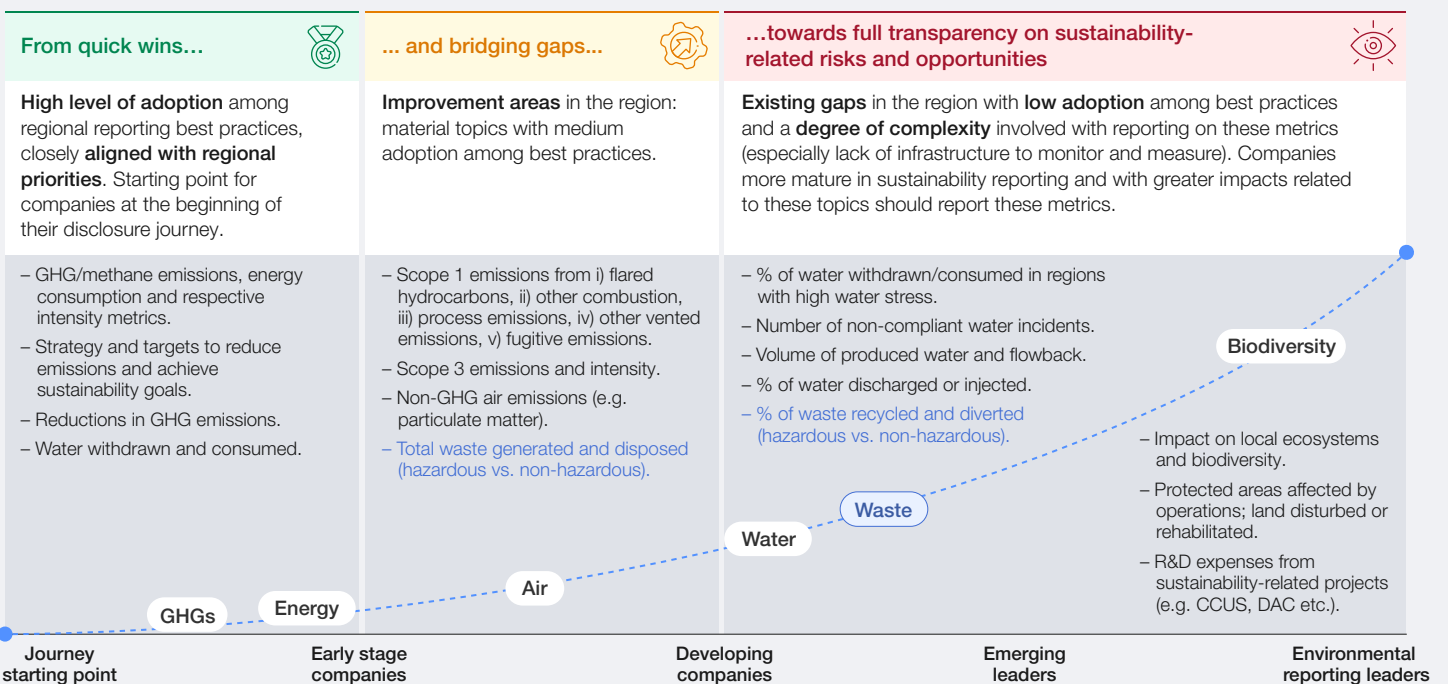 From quick wins…
High level of adoption among
regional reporting best practices,
closely aligned with regional
priorities. Starting point for
companies at the beginning of
their disclosure journey.
– GHG/methane emissions, energy
consumption and respective
intensity metrics.
– Strategy and targets to reduce
emissions and achieve
sustainability goals.
– Reductions in GHG emissions.
– Water withdrawn and consumed.
... and bridging gaps...
Improvement areas in the region:
material topics with medium
adoption among best practices.
– Scope 1 emissions from i) flared
hydrocarbons, ii) other combustion,
iii) process emissions, iv) other vented
emissions, v) fugitive emissions.
– Scope 3 emissions and intensity.
– Non-GHG air emissions (e.g.
particulate matter).
– Total waste generated and disposed
(hazardous vs. non-hazardous).
…towards full transparency on sustainability-
related risks and opportunities
Existing gaps in the region with low adoption among best practices
and a degree of complexity involved with reporting on these metrics
(especially lack of infrastructure to monitor and measure). Companies
more mature in sustainability reporting and with greater impacts related
to these topics should report these metrics.
– % of water withdrawn/consumed in regions
with high water stress.
– Number of non-compliant water incidents.
– Volume of produced water and flowback.
– % of water discharged or injected.
– % of waste recycled and diverted
(hazardous vs. non-hazardous).
– Impact on local ecosystems
and biodiversity.
– Protected areas affected by
operations; land disturbed or
rehabilitated.
– R&D expenses from
sustainability-related projects
(e.g. CCUS, DAC etc.).
GHGs
Energy
Air
Water
Waste
Biodiversity
Journey
starting point
Early stage
companies
Developing
companies
Emerging
leaders
Environmental
reporting leaders